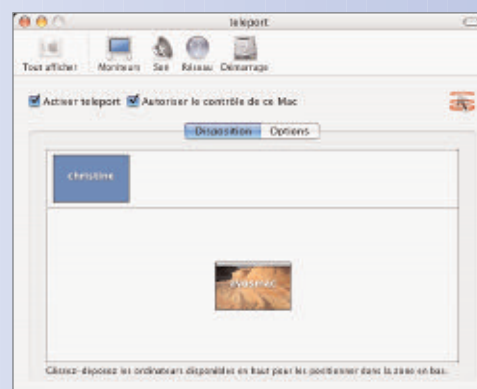 teleport
Tout afficher Moniteurs Son Réseau Démarrage
Activer teleport Autoriser le contrôle de ce Mac
Disposition Options
christine
avosmac
Glissez-déposez les ordinateurs disponibles en haut pour les positionner dans la zone en bas.